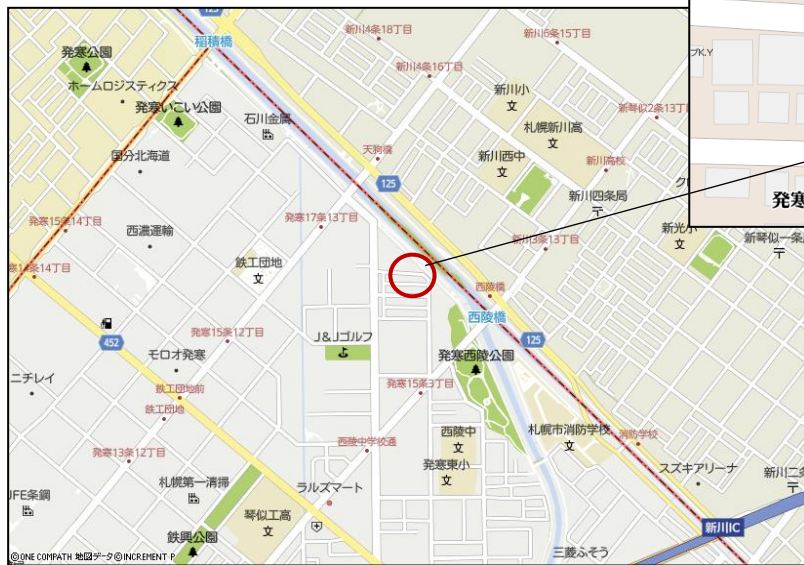 125
稲積橋
新川4条18丁目
新川6条15丁目
発寒公園
ホームロジスティクス
新川4条16丁目
新川小
文
発寒いこい公園
石川金属
札幌新川高
文
新琴似2条13丁
国分北海道
天狗橋
新川西中
文
新川高校
125
新川四条局
〒
発寒
発寒15条14丁目
発寒17条13丁目
新光小
文
新琴似一条
〒
西濃運輸
新川3条13丁目
鉄工団地
文
条14丁目
西陵橋
西陵橋
発寒15条12丁目
J&Jゴルフ
452
125
モロオ発寒
発寒西陵公園
ニチレイ
鉄工団地前
発寒15条3丁目
鉄工団地
西陵中
文
札幌市消防学校
文
消防学校
西陵中学校通
発寒13条12丁目
発寒東小
文
スズキアリーナ
新川二条
〒
札幌第一清掃
ラルズマート
JFE条鋼
琴似工高
文
新川IC
鉄興公園
三菱ふそう
©ONE COMPATH 地図データ©INCREMENT P